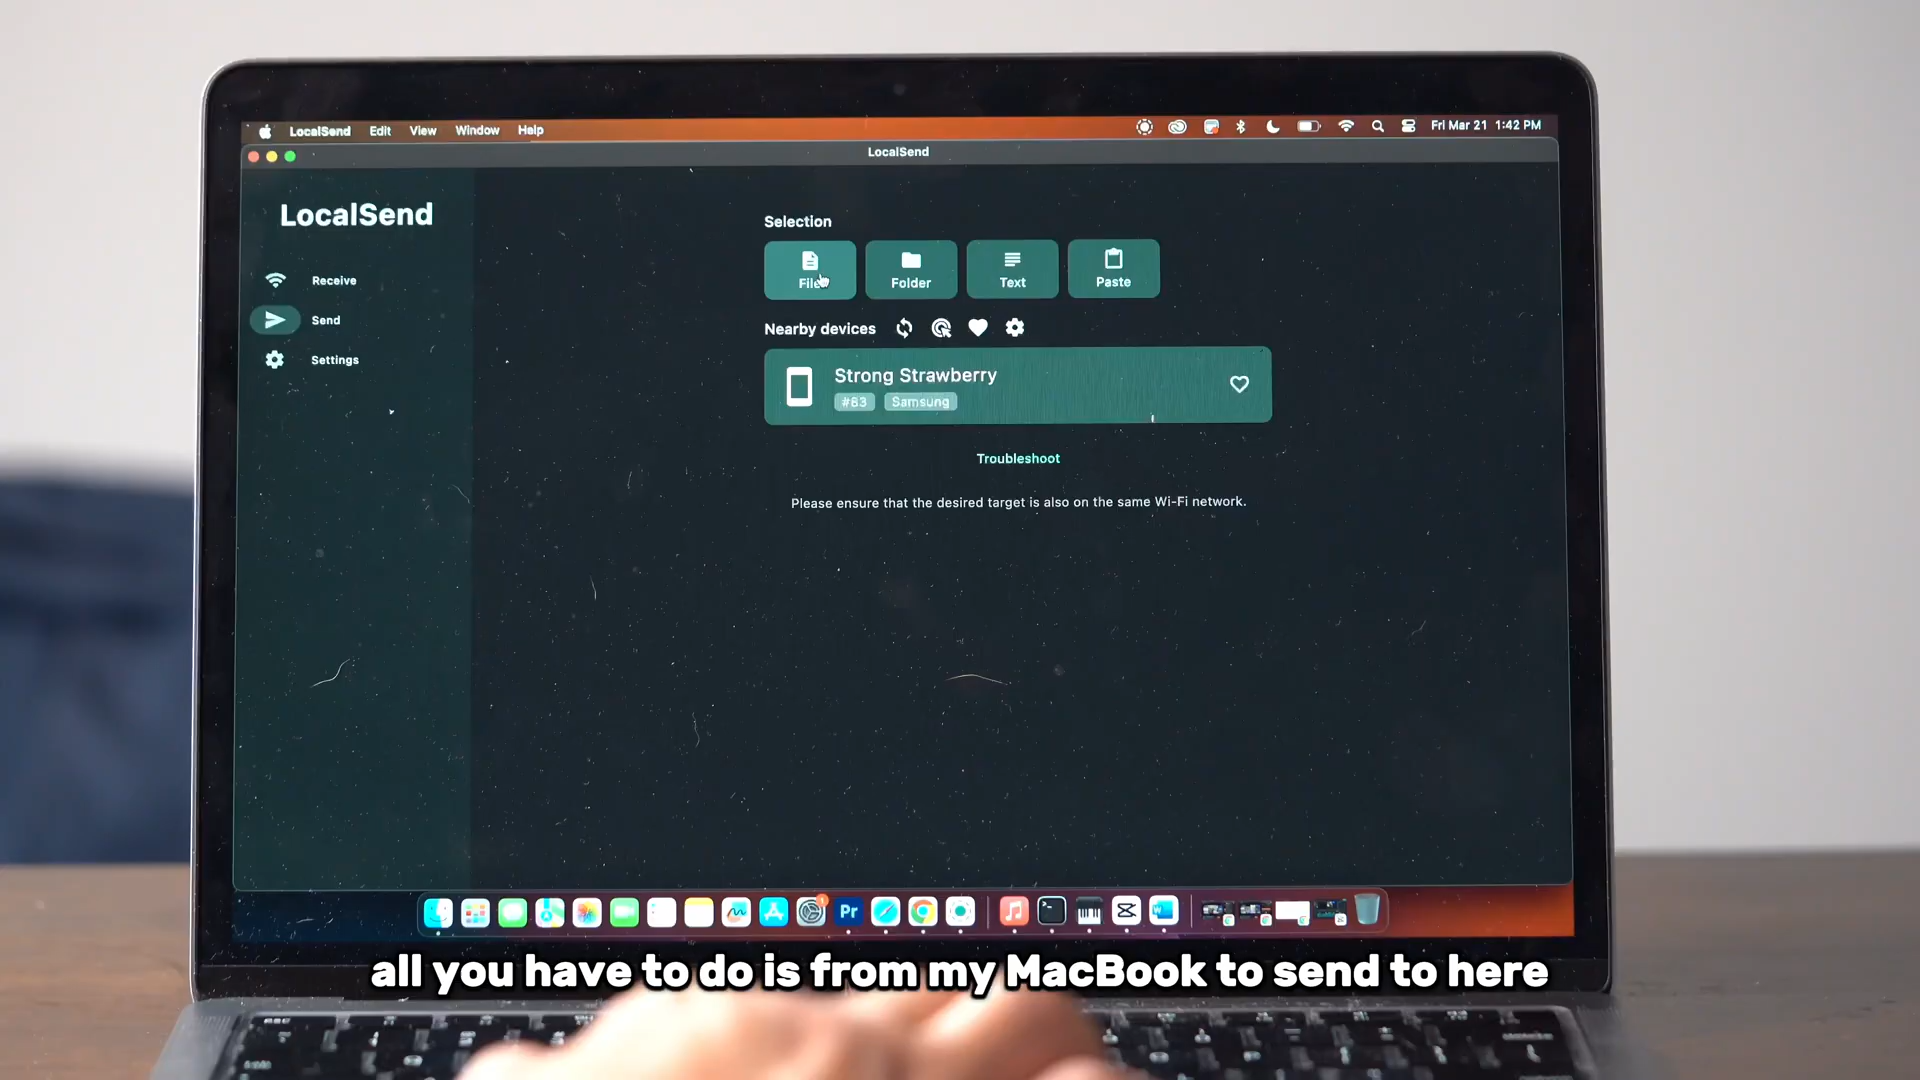 LocalSend Edit View Window Help Fri Mar 21 1:42 PM
LocalSend
LocalSend
Receive
Send
Settings
Selection
File Folder Text Paste
Nearby devices
Strong Strawberry
#63 Samsung
Troubleshoot
Please ensure that the desired target is also on the same Wi-Fi network.
Pr
all you have to do is from my MacBook to send to here